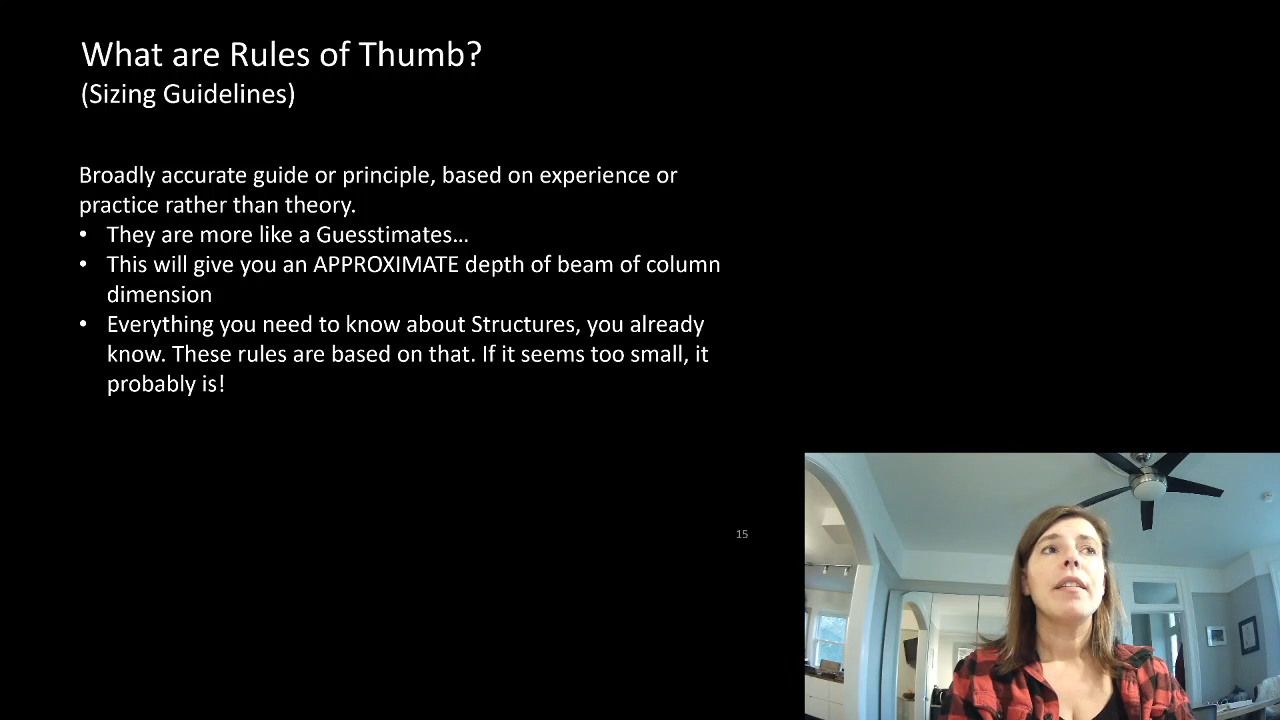 What are Rules of Thumb?
(Sizing Guidelines)
Broadly accurate guide or principle, based on experience or
practice rather than theory.
• They are more like a Guesstimates…
• This will give you an APPROXIMATE depth of beam of column
dimension
• Everything you need to know about Structures, you already
know. These rules are based on that. If it seems too small, it
probably is!
15